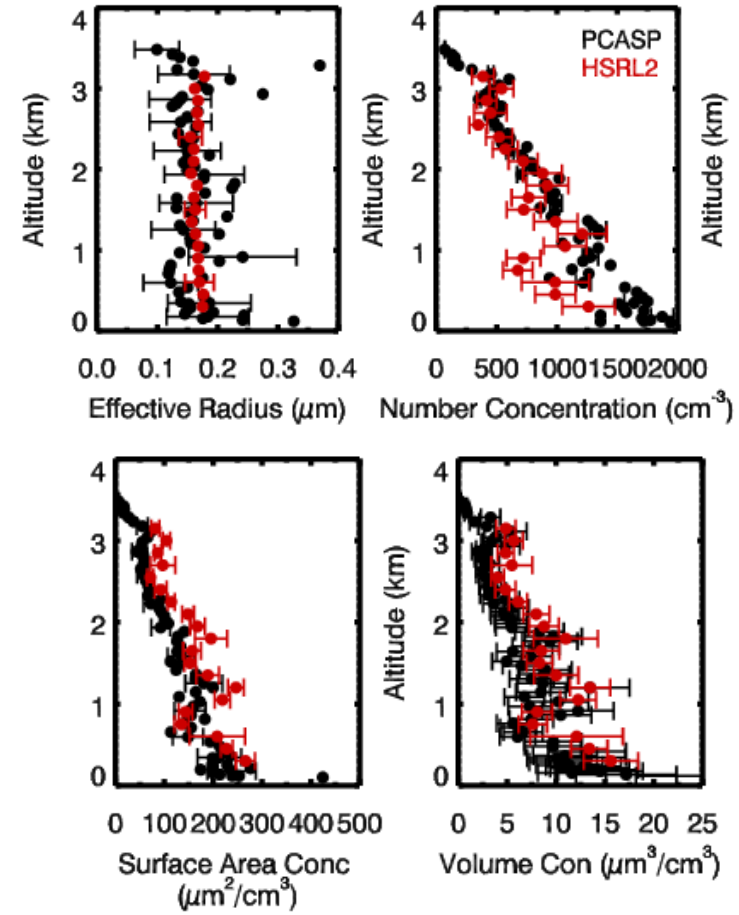 4
3
2
1
0
Altitude (km)
0.0 0.1 0.2 0.3 0.4
Effective Radius (μm)
4
3
2
1
0
Altitude (km)
PCASP
HSRL2
0 500 1000 1500 2000
Number Concentration (cm⁻³)
Altitude (km)
4
3
2
1
0
0 100 200 300 400 500
Surface Area Conc
(μm²/cm³)
4
3
2
1
0
Altitude (km)
0 5 10 15 20 25
Volume Con (μm³/cm³)